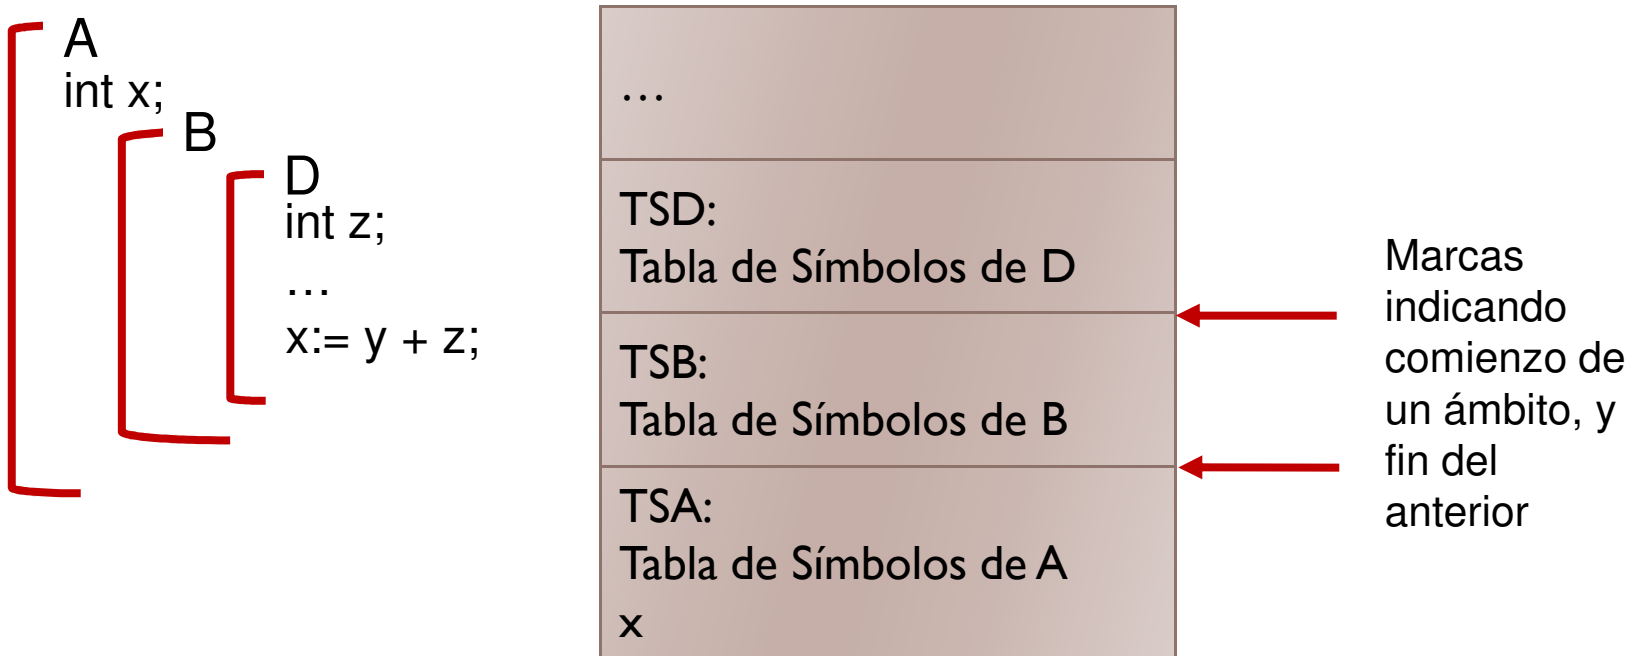 A
int x;
B
D
int z;
…
x:= y + z;
…
TSD:
Tabla de Símbolos de D
TSB:
Tabla de Símbolos de B
TSA:
Tabla de Símbolos de A
x
Marcas
indicando
comienzo de
un ámbito, y
fin del
anterior